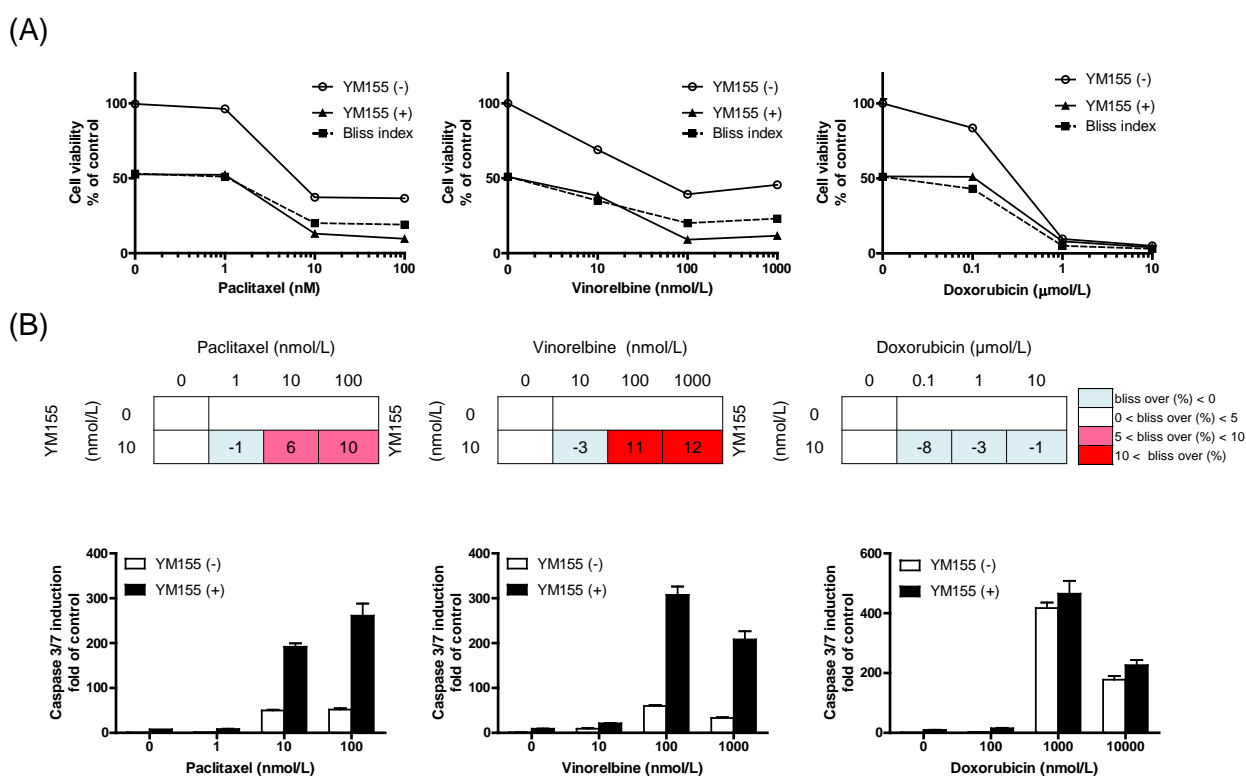 (A)
YM155 (-)
YM155 (+)
Bliss index
100
50
0
Cell viability
% of control
0 1 10 100
Paclitaxel (nM)
YM155 (-)
YM155 (+)
Bliss index
100
50
0
Cell viability
% of control
0 10 100 1000
Vinorelbine (nmol/L)
YM155 (-)
YM155 (+)
Bliss index
100
50
0
Cell viability
% of control
0 0.1 1 10
Doxorubicin (μmol/L)
(B)
Paclitaxel (nmol/L)
0 1 10 100
YM155
(nmol/L)
0
10 -1 6 10
Vinorelbine (nmol/L)
0 10 100 1000
YM155
(nmol/L)
0
10 -3 11 12
Doxorubicin (μmol/L)
0 0.1 1 10
YM155
(nmol/L)
0
10 -8 -3 -1
bliss over (%) < 0
0 < bliss over (%) < 5
5 < bliss over (%) < 10
10 < bliss over (%)
YM155 (-)
YM155 (+)
400
300
200
100
0
Caspase 3/7 induction
fold of control
0 1 10 100
Paclitaxel (nmol/L)
YM155 (-)
YM155 (+)
400
300
200
100
0
Caspase 3/7 induction
fold of control
0 10 100 1000
Vinorelbine (nmol/L)
YM155 (-)
YM155 (+)
600
400
200
0
Caspase 3/7 induction
fold of control
0 100 1000 10000
Doxorubicin (nmol/L)